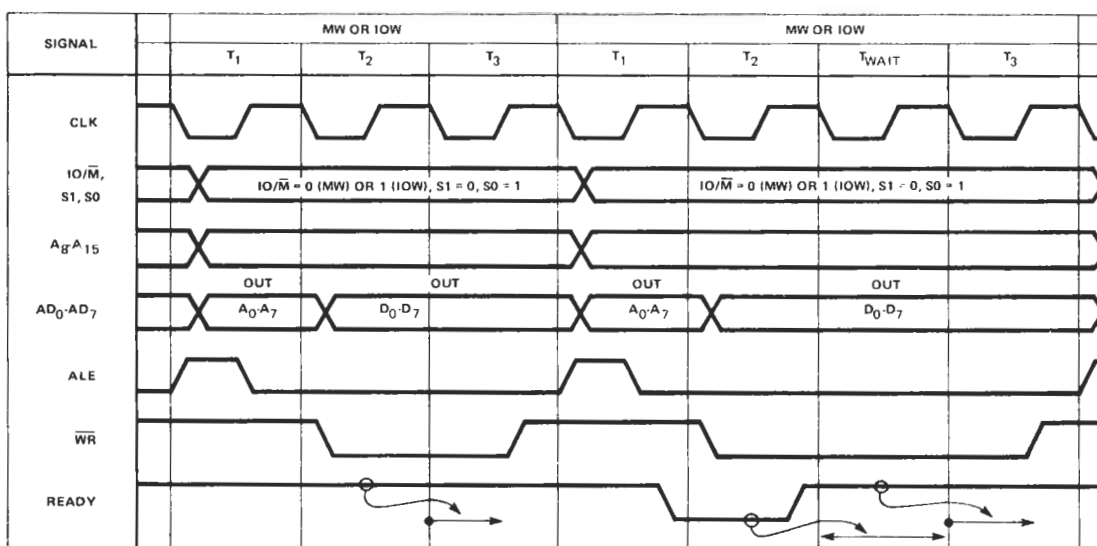 SIGNAL
MW OR IOW
MW OR IOW
T1 T2 T3 T1 T2 TWAIT T3
CLK
IO/M̅,
S1, S0
IO/M̅ = 0 (MW) OR 1 (IOW), S1 = 0, S0 = 1
IO/M̅ = 0 (MW) OR 1 (IOW), S1 = 0, S0 = 1
A8-A15
OUT OUT OUT OUT
AD0-AD7
A0-A7 D0-D7 A0-A7 D0-D7
ALE
W̅R̅
READY